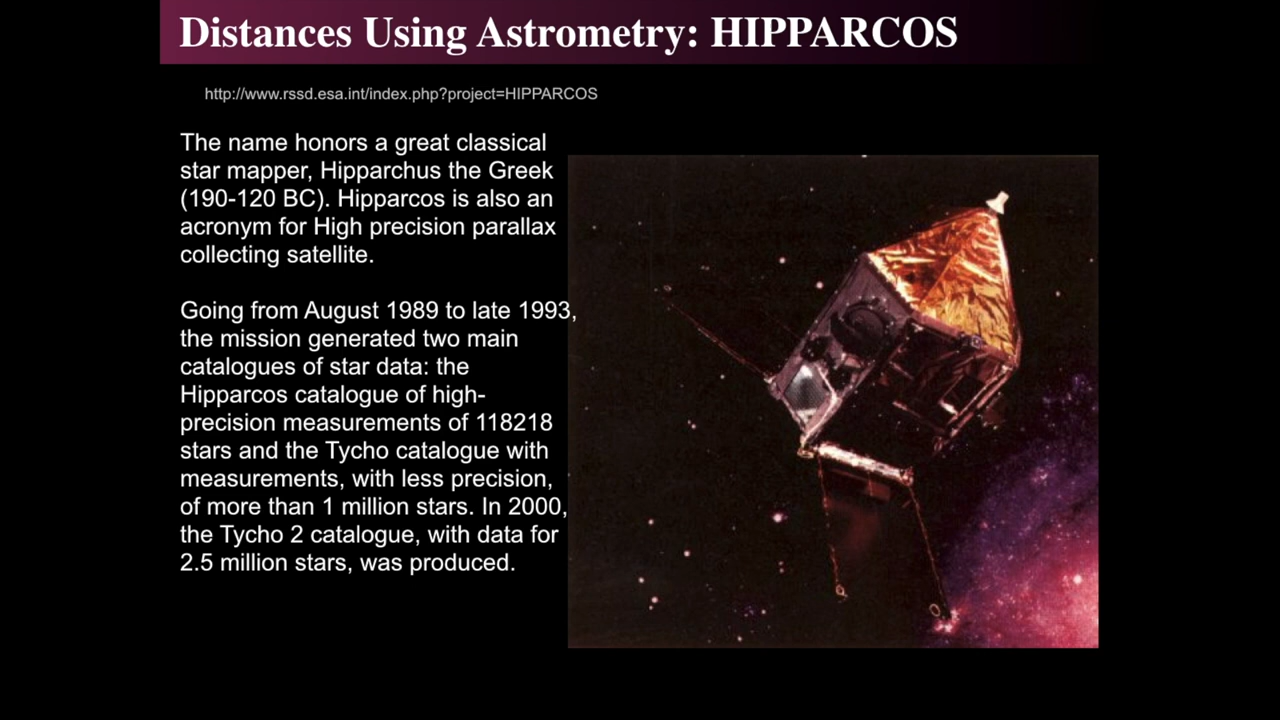 Distances Using Astrometry: HIPPARCOS
http://www.rssd.esa.int/index.php?project=HIPPARCOS
The name honors a great classical
star mapper, Hipparchus the Greek
(190-120 BC). Hipparcos is also an
acronym for High precision parallax
collecting satellite.
Going from August 1989 to late 1993,
the mission generated two main
catalogues of star data: the
Hipparcos catalogue of high-
precision measurements of 118218
stars and the Tycho catalogue with
measurements, with less precision,
of more than 1 million stars. In 2000,
the Tycho 2 catalogue, with data for
2.5 million stars, was produced.